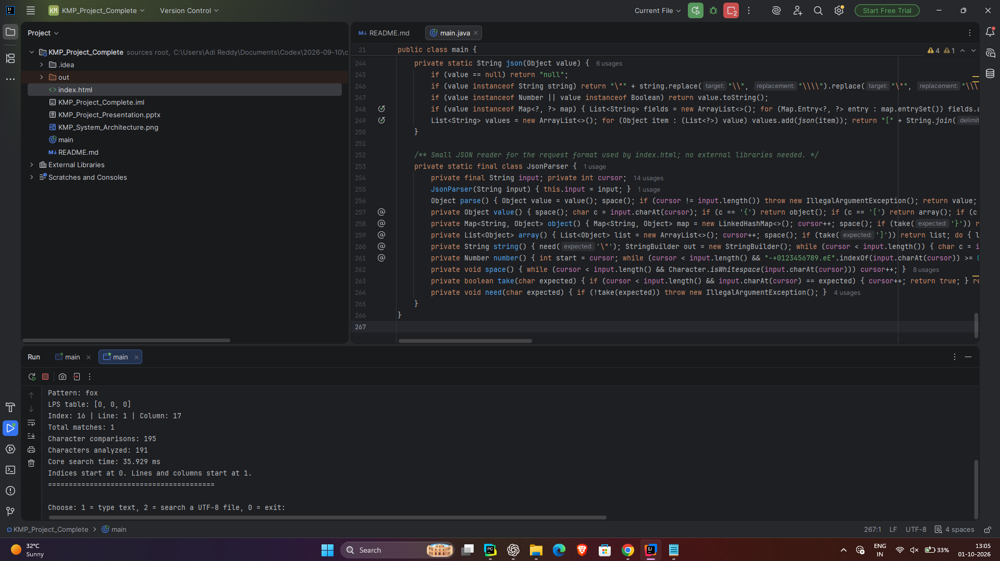 KM KMP_Project_Complete Version Control Current File 2 Start Free Trial
Project
KMP_Project_Complete sources root, C:\Users\Adi Reddy\Documents\Codex\2026-09-10\c
.idea
out
index.html
KMP_Project_Complete.iml
KMP_Project_Presentation.pptx
KMP_System_Architecture.png
main
M↓ README.md
External Libraries
Scratches and Consoles
M↓ README.md main.java
21 public class main { 4 1
244 private static String json(Object value) { 6 usages
245 if (value == null) return "null";
246 if (value instanceof String string) return "\"" + string.replace( target: "\\", replacement: "\\\\").replace( target: "\"", replacement: "\\\
247 if (value instanceof Number || value instanceof Boolean) return value.toString();
248 if (value instanceof Map<?, ?> map) { List<String> fields = new ArrayList<>(); for (Map.Entry<?, ?> entry : map.entrySet()) fields.a
249 List<String> values = new ArrayList<>(); for (Object item : (List<?>) value) values.add(json(item)); return "[" + String.join( delimit
250 }
251
252 /** Small JSON reader for the request format used by index.html; no external libraries needed. */
253 private static final class JsonParser { 1 usage
254 private final String input; private int cursor; 14 usages
255 JsonParser(String input) { this.input = input; } 1 usage
256 Object parse() { Object value = value(); space(); if (cursor != input.length()) throw new IllegalArgumentException(); return value;
257 private Object value() { space(); char c = input.charAt(cursor); if (c == '{') return object(); if (c == '[') return array(); if (c
258 private Map<String, Object> object() { Map<String, Object> map = new LinkedHashMap<>(); cursor++; space(); if (take( expected: '}')) r
259 private List<Object> array() { List<Object> list = new ArrayList<>(); cursor++; space(); if (take( expected: ']')) return list; do { l
260 private String string() { need( expected: '\"'); StringBuilder out = new StringBuilder(); while (cursor < input.length()) { char c = i
261 private Number number() { int start = cursor; while (cursor < input.length() && "-+0123456789.eE".indexOf(input.charAt(cursor)) >= 0
262 private void space() { while (cursor < input.length() && Character.isWhitespace(input.charAt(cursor))) cursor++; } 8 usages
263 private boolean take(char expected) { if (cursor < input.length() && input.charAt(cursor) == expected) { cursor++; return true; } re
264 private void need(char expected) { if (!take(expected)) throw new IllegalArgumentException(); } 4 usages
265 }
266 }
267
Run main main
Pattern: fox
LPS table: [0, 0, 0]
Index: 16 | Line: 1 | Column: 17
Total matches: 1
Character comparisons: 195
Characters analyzed: 191
Core search time: 35.929 ms
Indices start at 0. Lines and columns start at 1.
========================================
Choose: 1 = type text, 2 = search a UTF-8 file, 0 = exit:
KMP_Project_Complete > main 267:1 LF UTF-8 4 spaces
32°C
Sunny
Search
ENG
IN
33%
13:05
01-10-2026